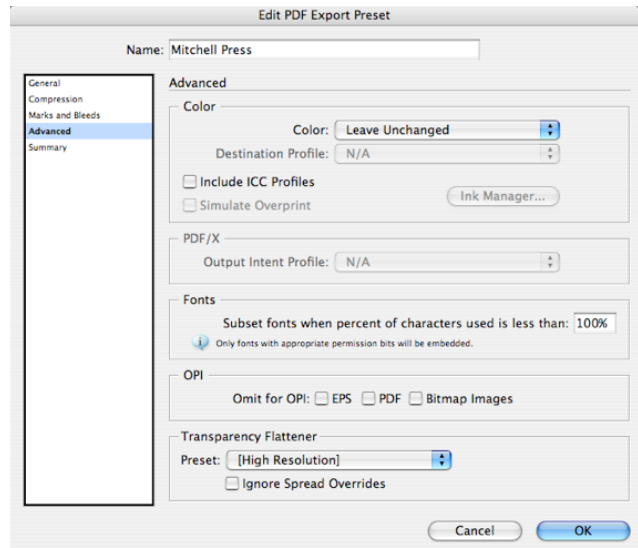 Edit PDF Export Preset
Name: Mitchell Press
General
Compression
Marks and Bleeds
Advanced
Summary
Advanced
Color
Color: Leave Unchanged
Destination Profile: N/A
Include ICC Profiles
Simulate Overprint
Ink Manager...
PDF/X
Output Intent Profile: N/A
Fonts
Subset fonts when percent of characters used is less than: 100%
i Only fonts with appropriate permission bits will be embedded.
OPI
Omit for OPI: EPS PDF Bitmap Images
Transparency Flattener
Preset: [High Resolution]
Ignore Spread Overrides
Cancel OK